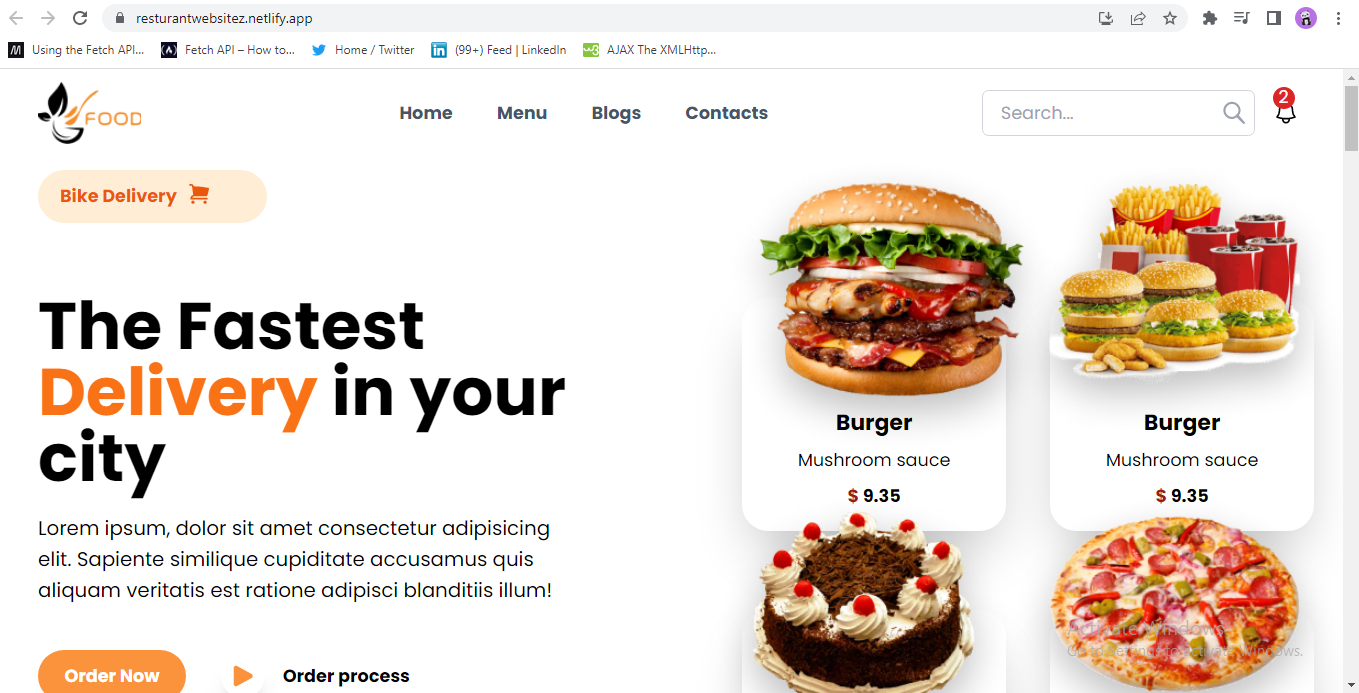 resturantwebsitez.netlify.app
Using the Fetch API...
Fetch API – How to...
Home / Twitter
(99+) Feed | LinkedIn
AJAX The XMLHttp...
FOOD
Home
Menu
Blogs
Contacts
Search...
2
Bike Delivery
The Fastest
Delivery in your
city
Lorem ipsum, dolor sit amet consectetur adipisicing
elit. Sapiente similique cupiditate accusamus quis
aliquam veritatis est ratione adipisci blanditiis illum!
Order Now
Order process
Burger
Mushroom sauce
$ 9.35
Burger
Mushroom sauce
$ 9.35
Activate Windows
Go to Settings to activate Windows.